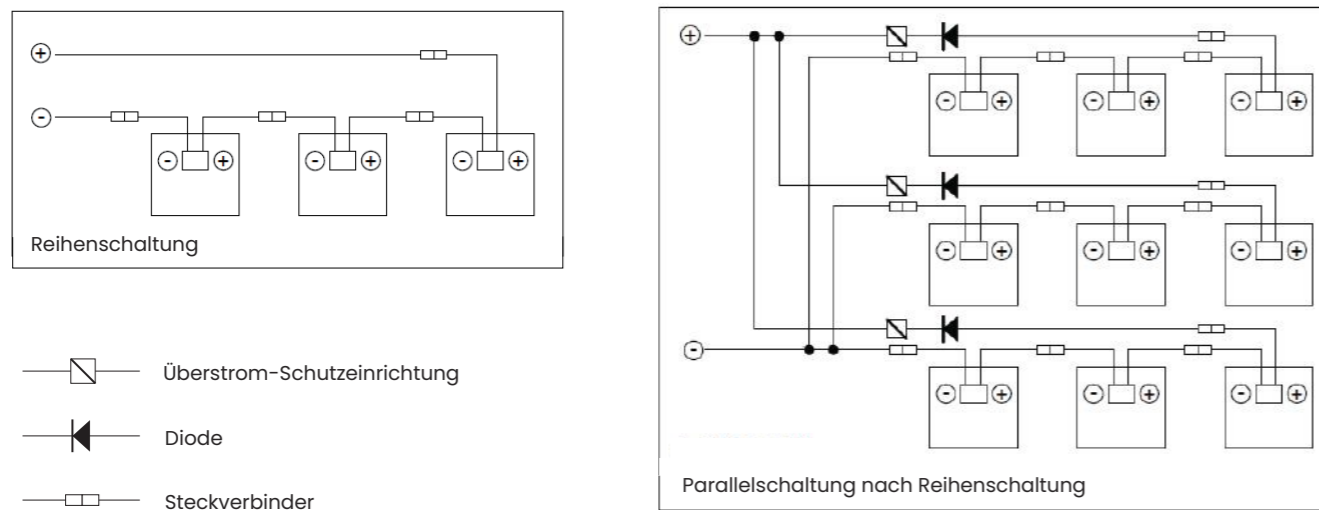 Reihenschaltung
Überstrom-Schutzeinrichtung
Diode
Steckverbinder
Parallelschaltung nach Reihenschaltung